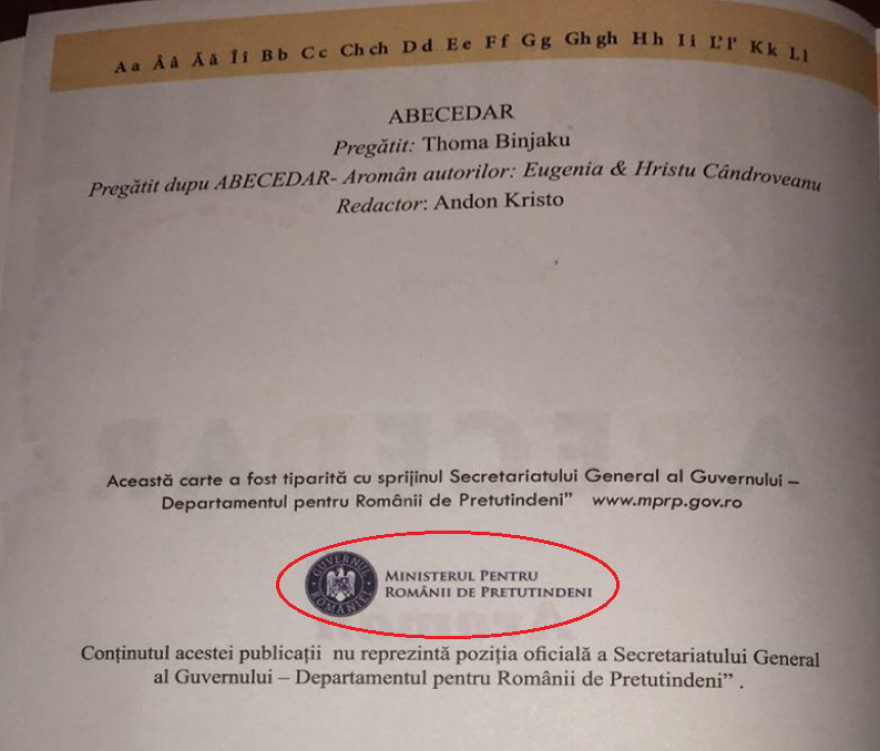 Aa Ââ Ăă Îî Bb Cc Chch Dd Ee Ff Gg Ghgh Hh Ii L'l' Kk Ll
ABECEDAR
Pregătit: Thoma Binjaku
Pregătit dupu ABECEDAR- Aromân autorilor: Eugenia & Hristu Cândroveanu
Redactor: Andon Kristo
Această carte a fost tiparită cu sprijinul Secretariatului General al Guvernului –
Departamentul pentru Românii de Pretutindeni” www.mprp.gov.ro
GUVERNUL ROMÂNIEI
MINISTERUL PENTRU
ROMÂNII DE PRETUTINDENI
Conținutul acestei publicații nu reprezintă poziția oficială a Secretariatului General
al Guvernului – Departamentul pentru Românii de Pretutindeni” .